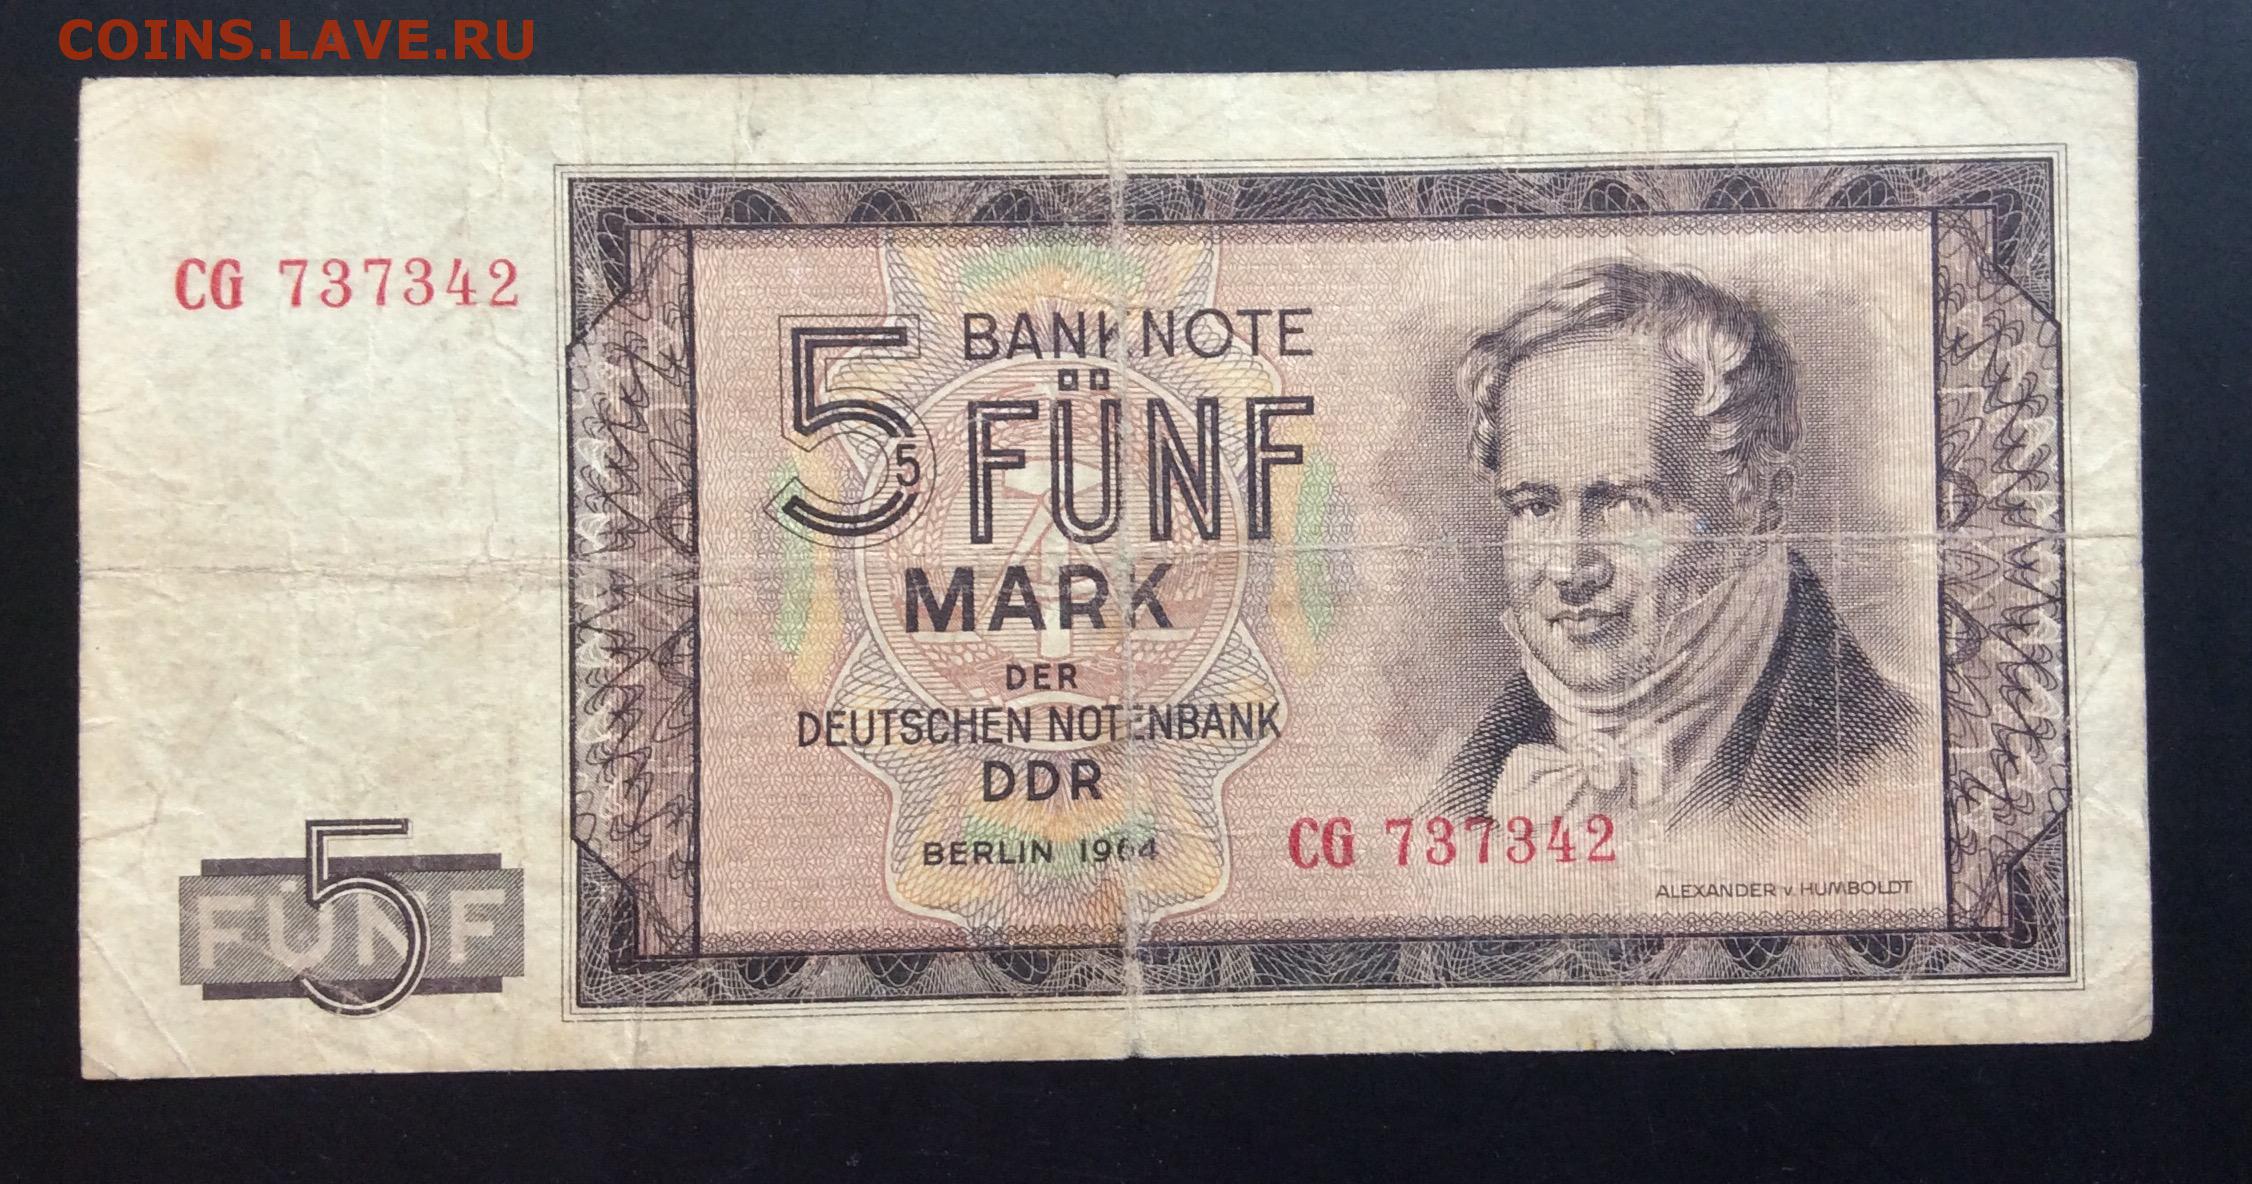 COINS.LAVE.RU
CG 737342
5
5
BANKNOTE
FÜNF
MARK
DER
DEUTSCHEN NOTENBANK
DDR
BERLIN 1964
CG 737342
ALEXANDER v. HUMBOLDT
5
FÜNF